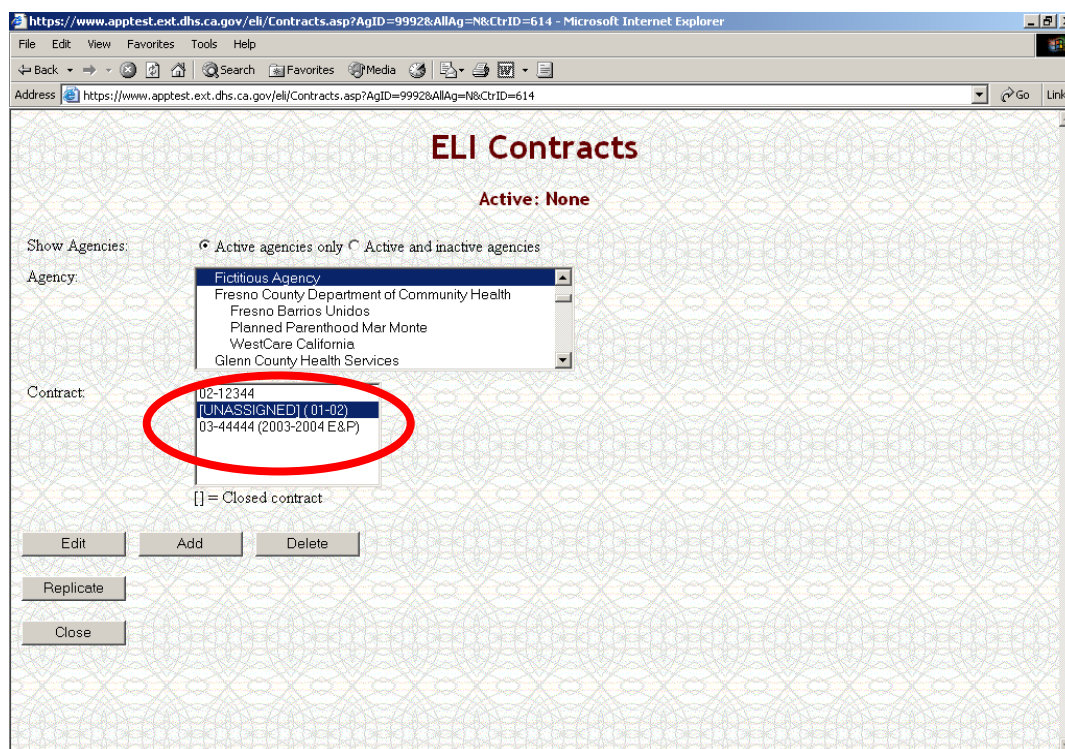 https://www.apptest.ext.dhs.ca.gov/eli/Contracts.asp?AgID=9992&AllAg=N&CtrID=614 - Microsoft Internet Explorer
File Edit View Favorites Tools Help
Back Search Favorites Media
Address https://www.apptest.ext.dhs.ca.gov/eli/Contracts.asp?AgID=9992&AllAg=N&CtrID=614 Go Link
ELI Contracts
Active: None
Show Agencies: Active agencies only Active and inactive agencies
Agency: Fictitious Agency
Fresno County Department of Community Health
Fresno Barrios Unidos
Planned Parenthood Mar Monte
WestCare California
Glenn County Health Services
Contract: 02-12344
[UNASSIGNED] ( 01-02)
03-44444 (2003-2004 E&P)
[] = Closed contract
Edit Add Delete
Replicate
Close